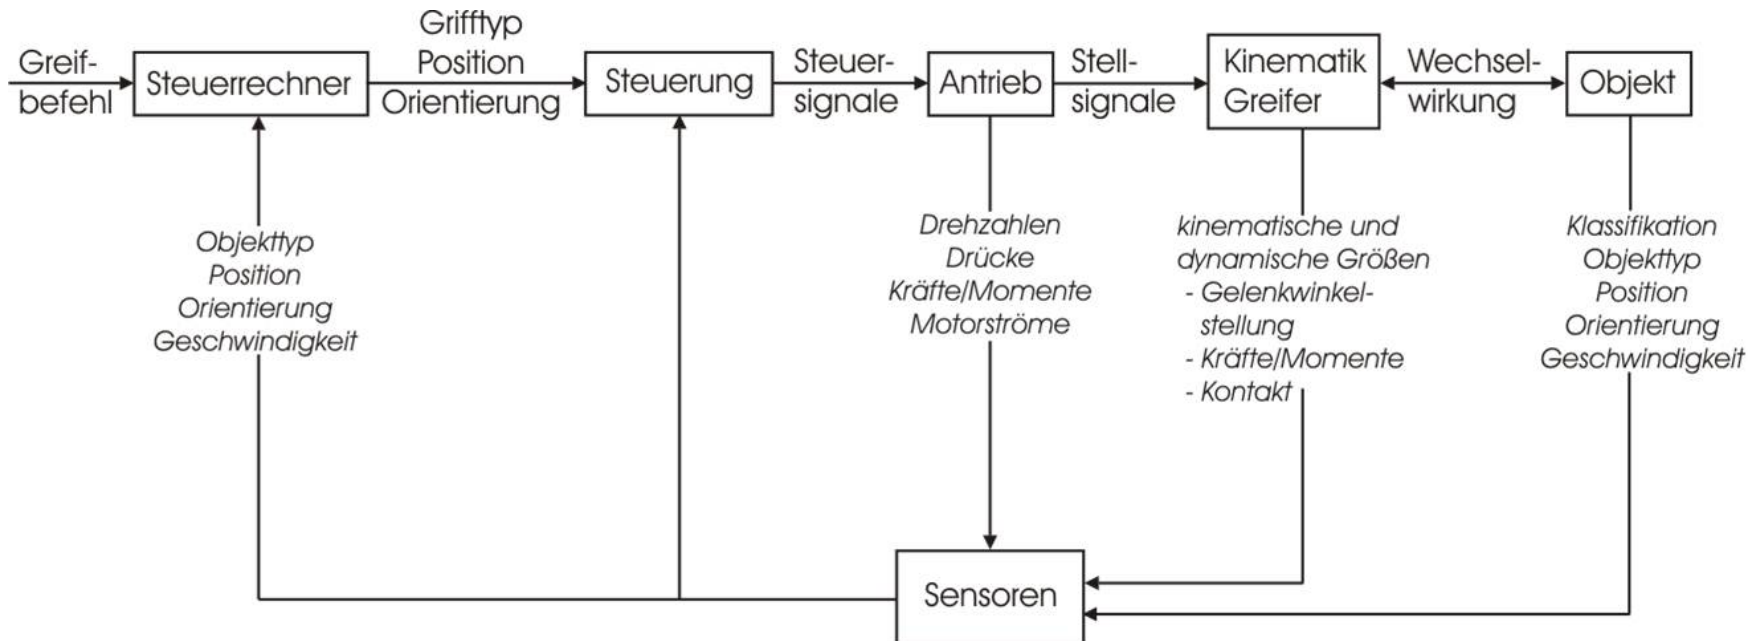 Greif-
befehl
Steuerrechner
Grifftyp
Position
Orientierung
Steuerung
Steuer-
signale
Antrieb
Stell-
signale
Kinematik
Greifer
Wechsel-
wirkung
Objekt
Objekttyp
Position
Orientierung
Geschwindigkeit
Drehzahlen
Drücke
Kräfte/Momente
Motorströme
kinematische und
dynamische Größen
- Gelenkwinkel-
stellung
- Kräfte/Momente
- Kontakt
Klassifikation
Objekttyp
Position
Orientierung
Geschwindigkeit
Sensoren